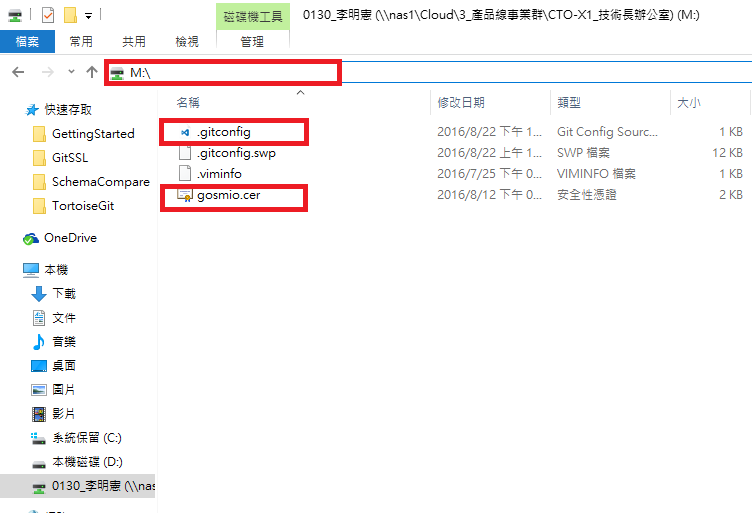 磁碟機工具
0130_李明憲 (\\nas1\Cloud\3_產品線事業群\CTO-X1_技術長辦公室) (M:)
檔案 常用 共用 檢視 管理
M:\
名稱 修改日期 類型 大小
.gitconfig 2016/8/22 下午 1... Git Config Sourc... 1 KB
.gitconfig.swp 2016/8/22 上午 1... SWP 檔案 12 KB
.viminfo 2016/7/25 下午 0... VIMINFO 檔案 1 KB
gosmio.cer 2016/8/12 下午 0... 安全性憑證 2 KB
快速存取
GettingStarted
GitSSL
SchemaCompare
TortoiseGit
OneDrive
本機
下載
文件
音樂
桌面
圖片
影片
系統保留 (C:)
本機磁碟 (D:)
0130_李明憲 (\\nas